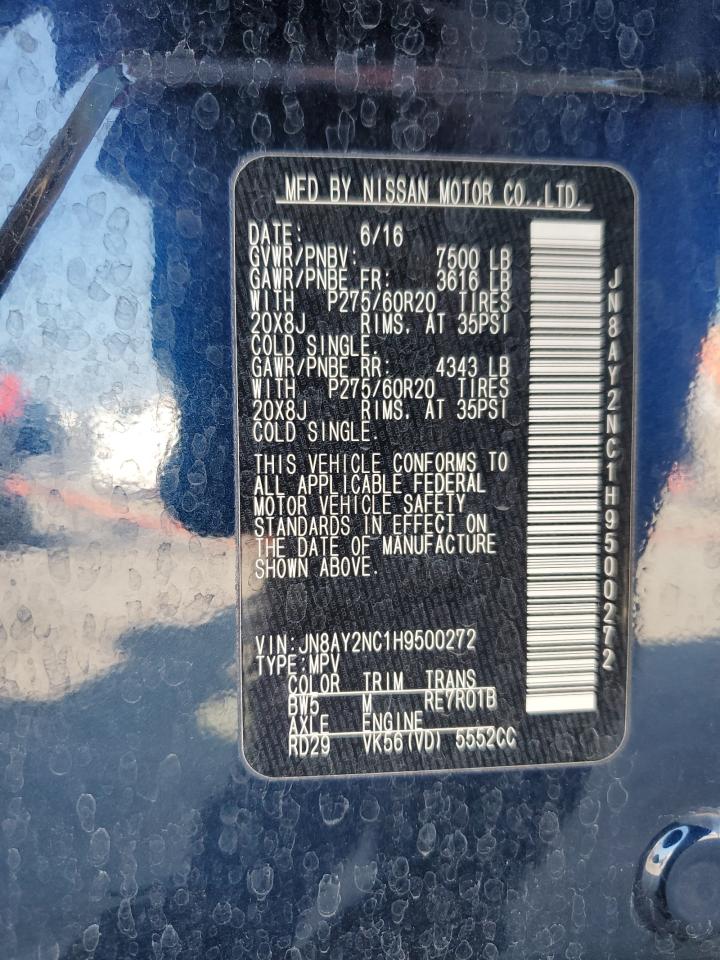 MFD BY NISSAN MOTOR CO.,LTD.
DATE: 6/16
GVWR/PNBV: 7500 LB
GAWR/PNBE FR: 3616 LB
WITH P275/60R20 TIRES
20X8J RIMS. AT 35PSI
COLD SINGLE.
GAWR/PNBE RR: 4343 LB
WITH P275/60R20 TIRES
20X8J RIMS. AT 35PSI
COLD SINGLE.
THIS VEHICLE CONFORMS TO
ALL APPLICABLE FEDERAL
MOTOR VEHICLE SAFETY
STANDARDS IN EFFECT ON
THE DATE OF MANUFACTURE
SHOWN ABOVE.
VIN:JN8AY2NC1H9500272
TYPE:MPV
COLOR TRIM TRANS
BW5 M RE7R01B
AXLE ENGINE
RD29 VK56(VD) 5552CC
JN8AY2NC1H9500272